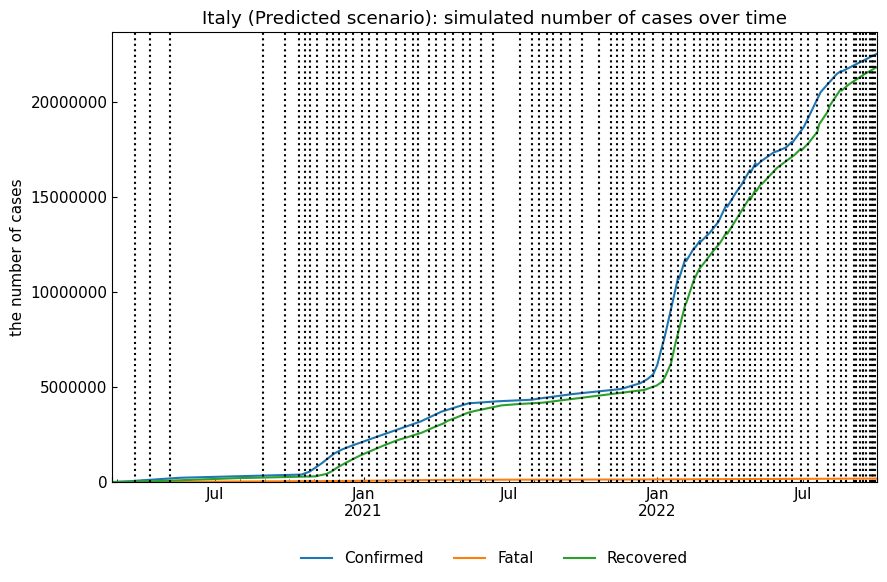 Italy (Predicted scenario): simulated number of cases over time
the number of cases
20000000
15000000
10000000
5000000
0
Jul
Jan
2021
Jul
Jan
2022
Jul
Confirmed
Fatal
Recovered